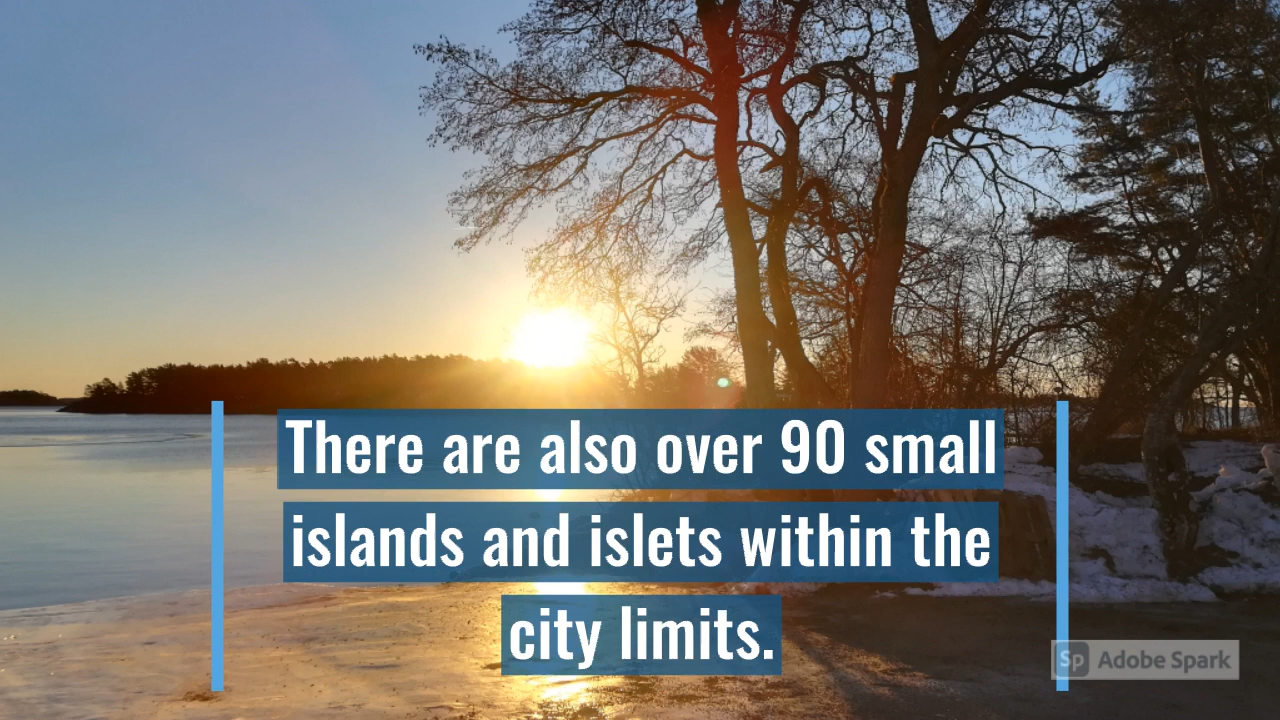 There are also over 90 small
islands and islets within the
city limits.
Sp Adobe Spark